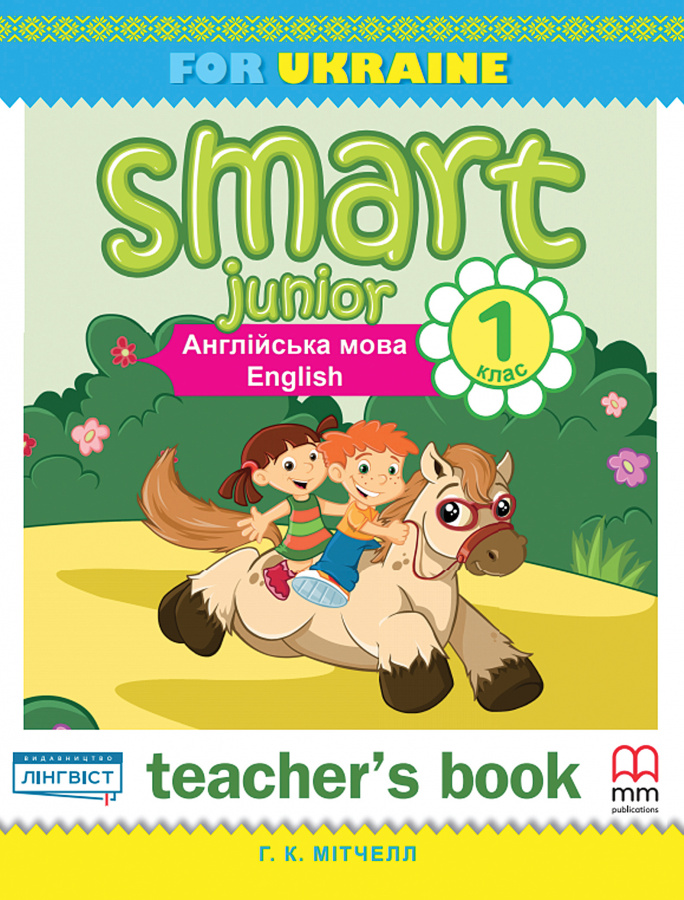 FOR UKRAINE
smart
junior
Англійська мова
English
1
клас
ВИДАВНИЦТВО
ЛІНГВІСТ
teacher's book
mm
publications
Г. К. МІТЧЕЛЛ